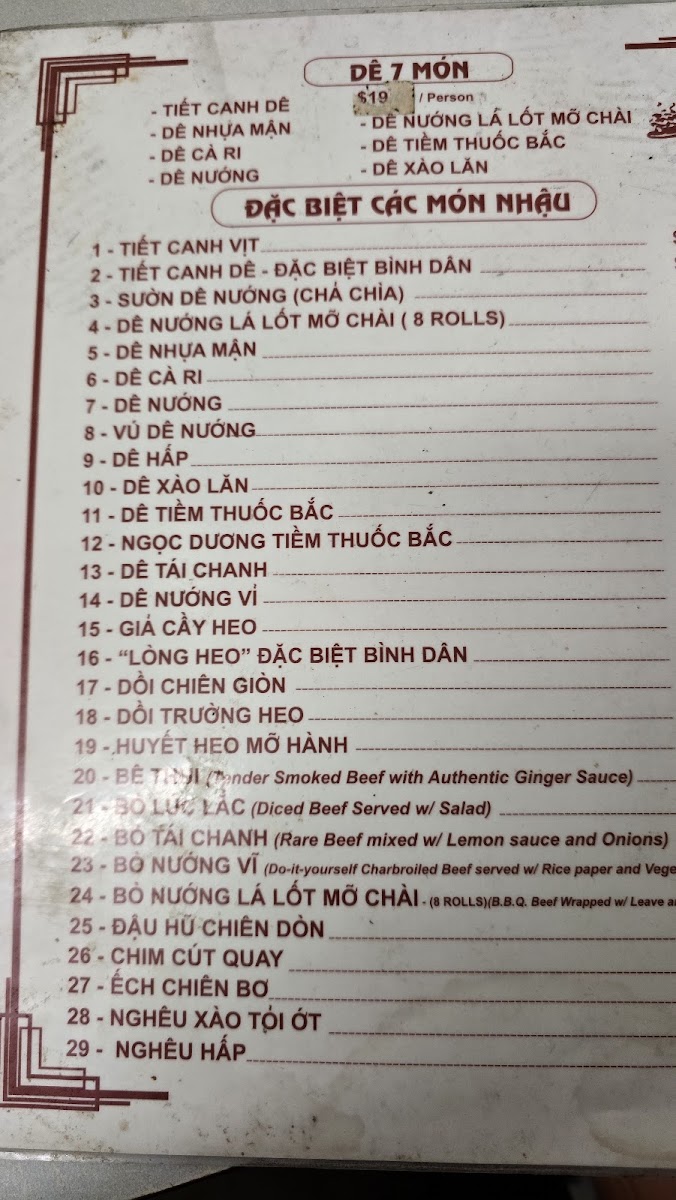 DÊ 7 MÓN
$19 / Person
- TIẾT CANH DÊ
- DÊ NHỰA MẬN
- DÊ CÀ RI
- DÊ NƯỚNG
- DÊ NƯỚNG LÁ LỐT MỠ CHÀI
- DÊ TIỀM THUỐC BẮC
- DÊ XÀO LĂN
ĐẶC BIỆT CÁC MÓN NHẬU
1 - TIẾT CANH VỊT
2 - TIẾT CANH DÊ - ĐẶC BIỆT BÌNH DÂN
3 - SƯỜN DÊ NƯỚNG (CHẢ CHÌA)
4 - DÊ NƯỚNG LÁ LỐT MỠ CHÀI ( 8 ROLLS)
5 - DÊ NHỰA MẬN
6 - DÊ CÀ RI
7 - DÊ NƯỚNG
8 - VÚ DÊ NƯỚNG
9 - DÊ HẤP
10 - DÊ XÀO LĂN
11 - DÊ TIỀM THUỐC BẮC
12 - NGỌC DƯƠNG TIỀM THUỐC BẮC
13 - DÊ TÁI CHANH
14 - DÊ NƯỚNG VỈ
15 - GIẢ CẦY HEO
16 - “LÒNG HEO” ĐẶC BIỆT BÌNH DÂN
17 - DỒI CHIÊN GIÒN
18 - DỒI TRƯỜNG HEO
19 - HUYẾT HEO MỠ HÀNH
20 - BÊ THUI (Tender Smoked Beef with Authentic Ginger Sauce)
21 - BÒ LÚC LẮC (Diced Beef Served w/ Salad)
22 - BÒ TÁI CHANH (Rare Beef mixed w/ Lemon sauce and Onions)
23 - BÒ NƯỚNG VĨ (Do-it-yourself Charbroiled Beef served w/ Rice paper and Vege
24 - BÒ NƯỚNG LÁ LỐT MỠ CHÀI - (8 ROLLS)(B.B.Q. Beef Wrapped w/ Leave a
25 - ĐẬU HŨ CHIÊN DÒN
26 - CHIM CÚT QUAY
27 - ẾCH CHIÊN BƠ
28 - NGHÊU XÀO TỎI ỚT
29 - NGHÊU HẤP